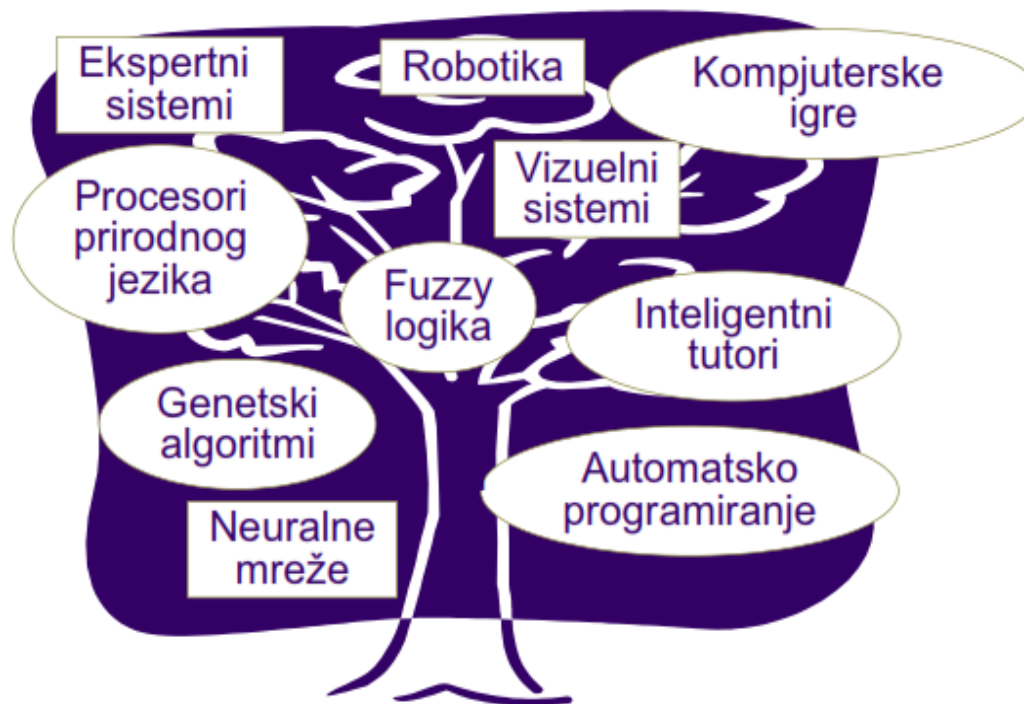 Ekspertni
sistemi
Robotika
Kompjuterske
igre
Procesori
prirodnog
jezika
Vizuelni
sistemi
Fuzzy
logika
Inteligentni
tutori
Genetski
algoritmi
Automatsko
programiranje
Neuralne
mreže